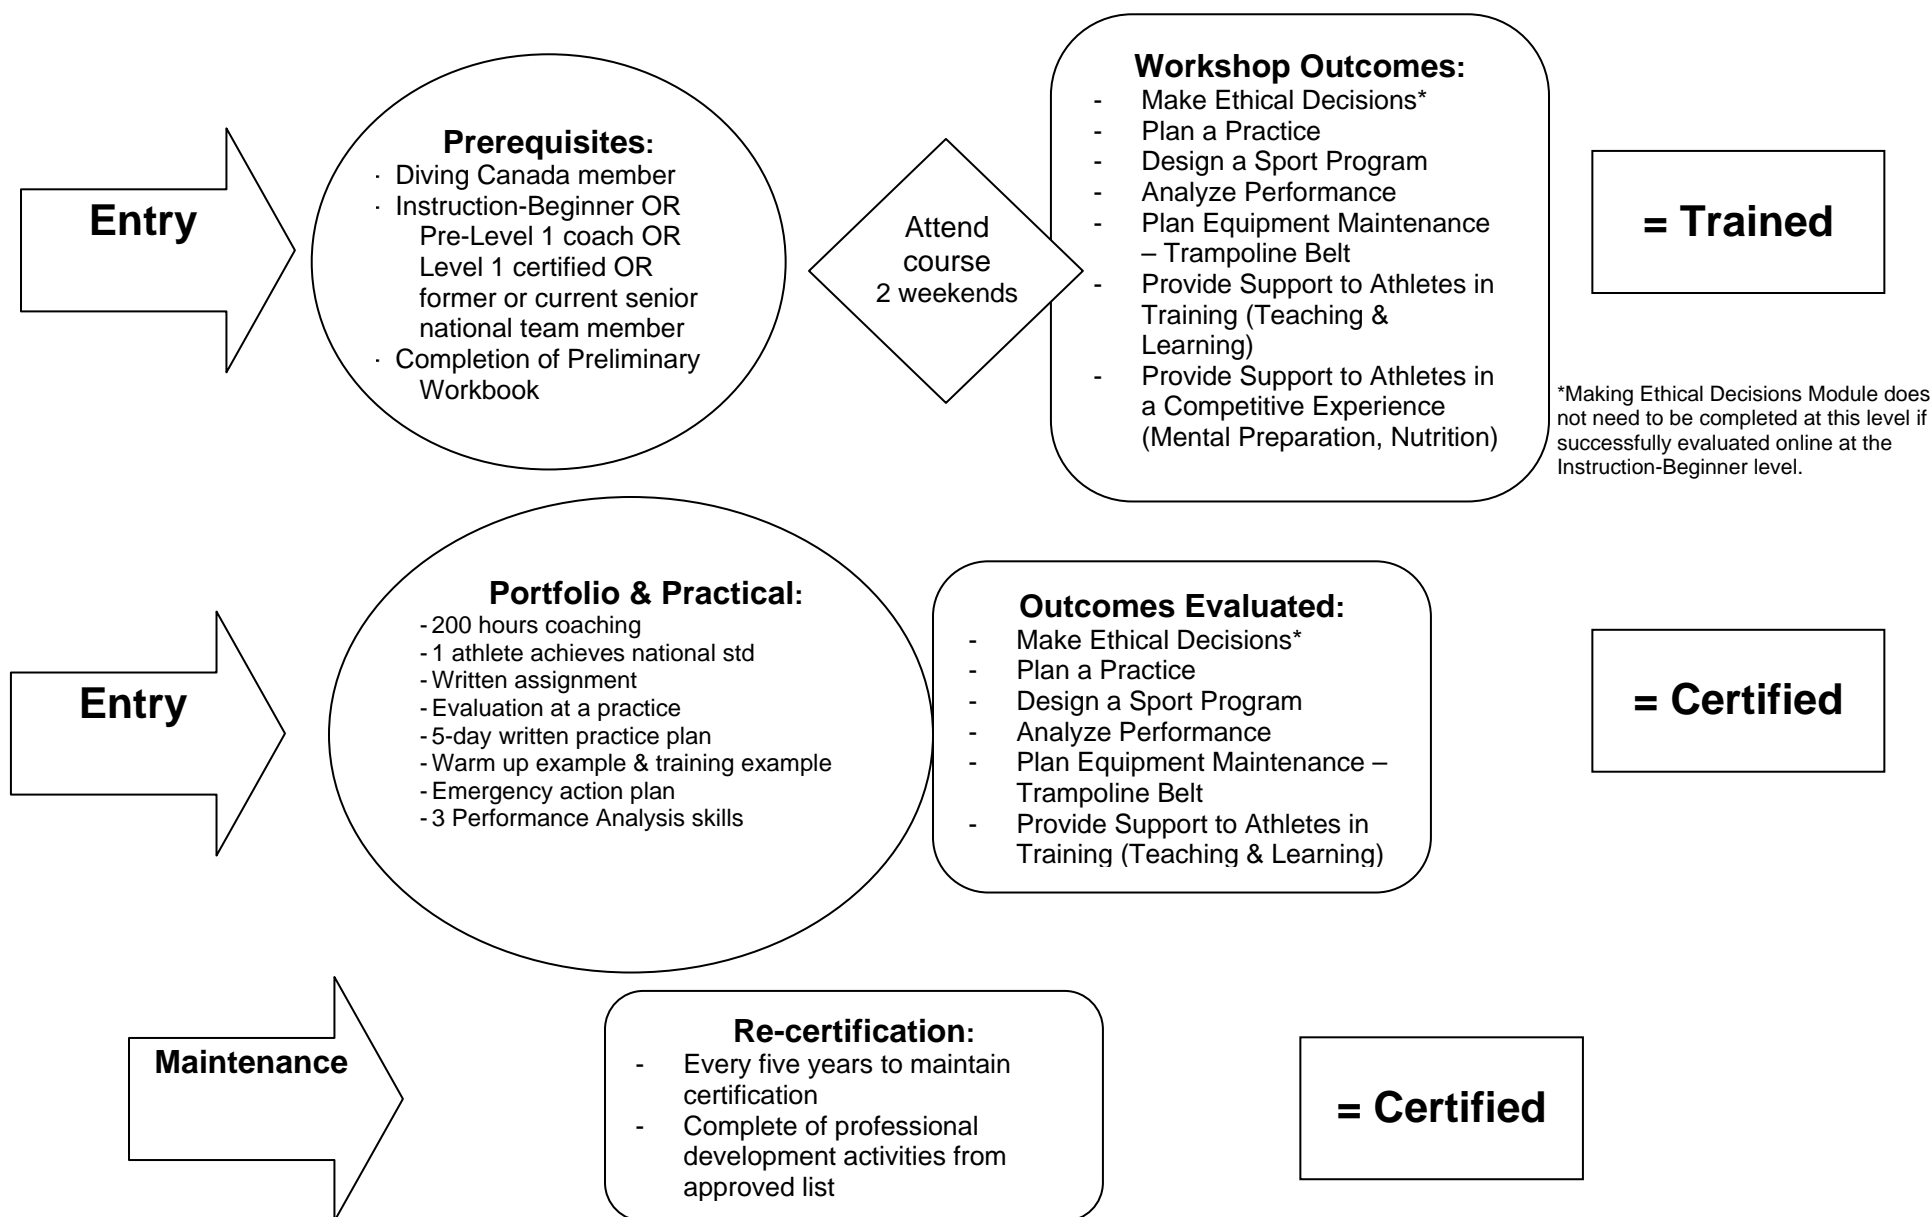 Entry
Prerequisites:
· Diving Canada member
· Instruction-Beginner OR
Pre-Level 1 coach OR
Level 1 certified OR
former or current senior
national team member
· Completion of Preliminary
Workbook
Attend
course
2 weekends
Workshop Outcomes:
- Make Ethical Decisions*
- Plan a Practice
- Design a Sport Program
- Analyze Performance
- Plan Equipment Maintenance
– Trampoline Belt
- Provide Support to Athletes in
Training (Teaching &
Learning)
- Provide Support to Athletes in
a Competitive Experience
(Mental Preparation, Nutrition)
= Trained
*Making Ethical Decisions Module does
not need to be completed at this level if
successfully evaluated online at the
Instruction-Beginner level.
Entry
Portfolio & Practical:
- 200 hours coaching
- 1 athlete achieves national std
- Written assignment
- Evaluation at a practice
- 5-day written practice plan
- Warm up example & training example
- Emergency action plan
- 3 Performance Analysis skills
Outcomes Evaluated:
- Make Ethical Decisions*
- Plan a Practice
- Design a Sport Program
- Analyze Performance
- Plan Equipment Maintenance –
Trampoline Belt
- Provide Support to Athletes in
Training (Teaching & Learning)
= Certified
Maintenance
Re-certification:
- Every five years to maintain
certification
- Complete of professional
development activities from
approved list
= Certified